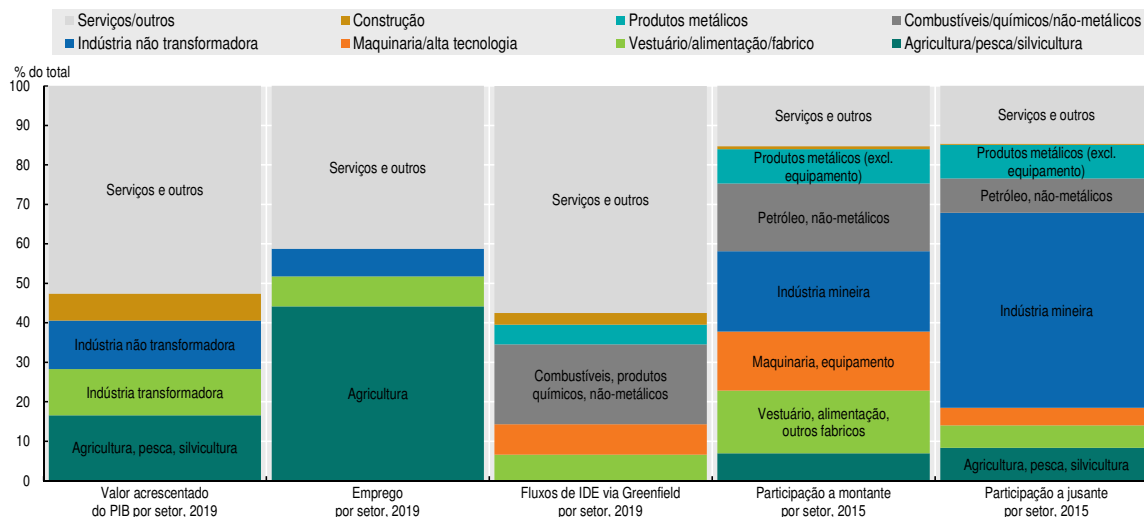 Serviços/outros
Construção
Produtos metálicos
Combustíveis/químicos/não-metálicos
Indústria não transformadora
Maquinaria/alta tecnologia
Vestuário/alimentação/fabrico
Agricultura/pesca/silvicultura
% do total
100
90
80
70
60
50
40
30
20
10
0
Serviços e outros
Indústria não transformadora
Indústria transformadora
Agricultura, pesca, silvicultura
Serviços e outros
Agricultura
Serviços e outros
Combustíveis, produtos
químicos, não-metálicos
Serviços e outros
Produtos metálicos (excl.
equipamento)
Petróleo, não-metálicos
Indústria mineira
Maquinaria, equipamento
Vestuário, alimentação,
outros fabricos
Serviços e outros
Produtos metálicos (excl.
equipamento)
Petróleo, não-metálicos
Indústria mineira
Agricultura, pesca, silvicultura
Valor acrescentado
do PIB por setor, 2019
Emprego
por setor, 2019
Fluxos de IDE via Greenfield
por setor, 2019
Participação a montante
por setor, 2015
Participação a jusante
por setor, 2015